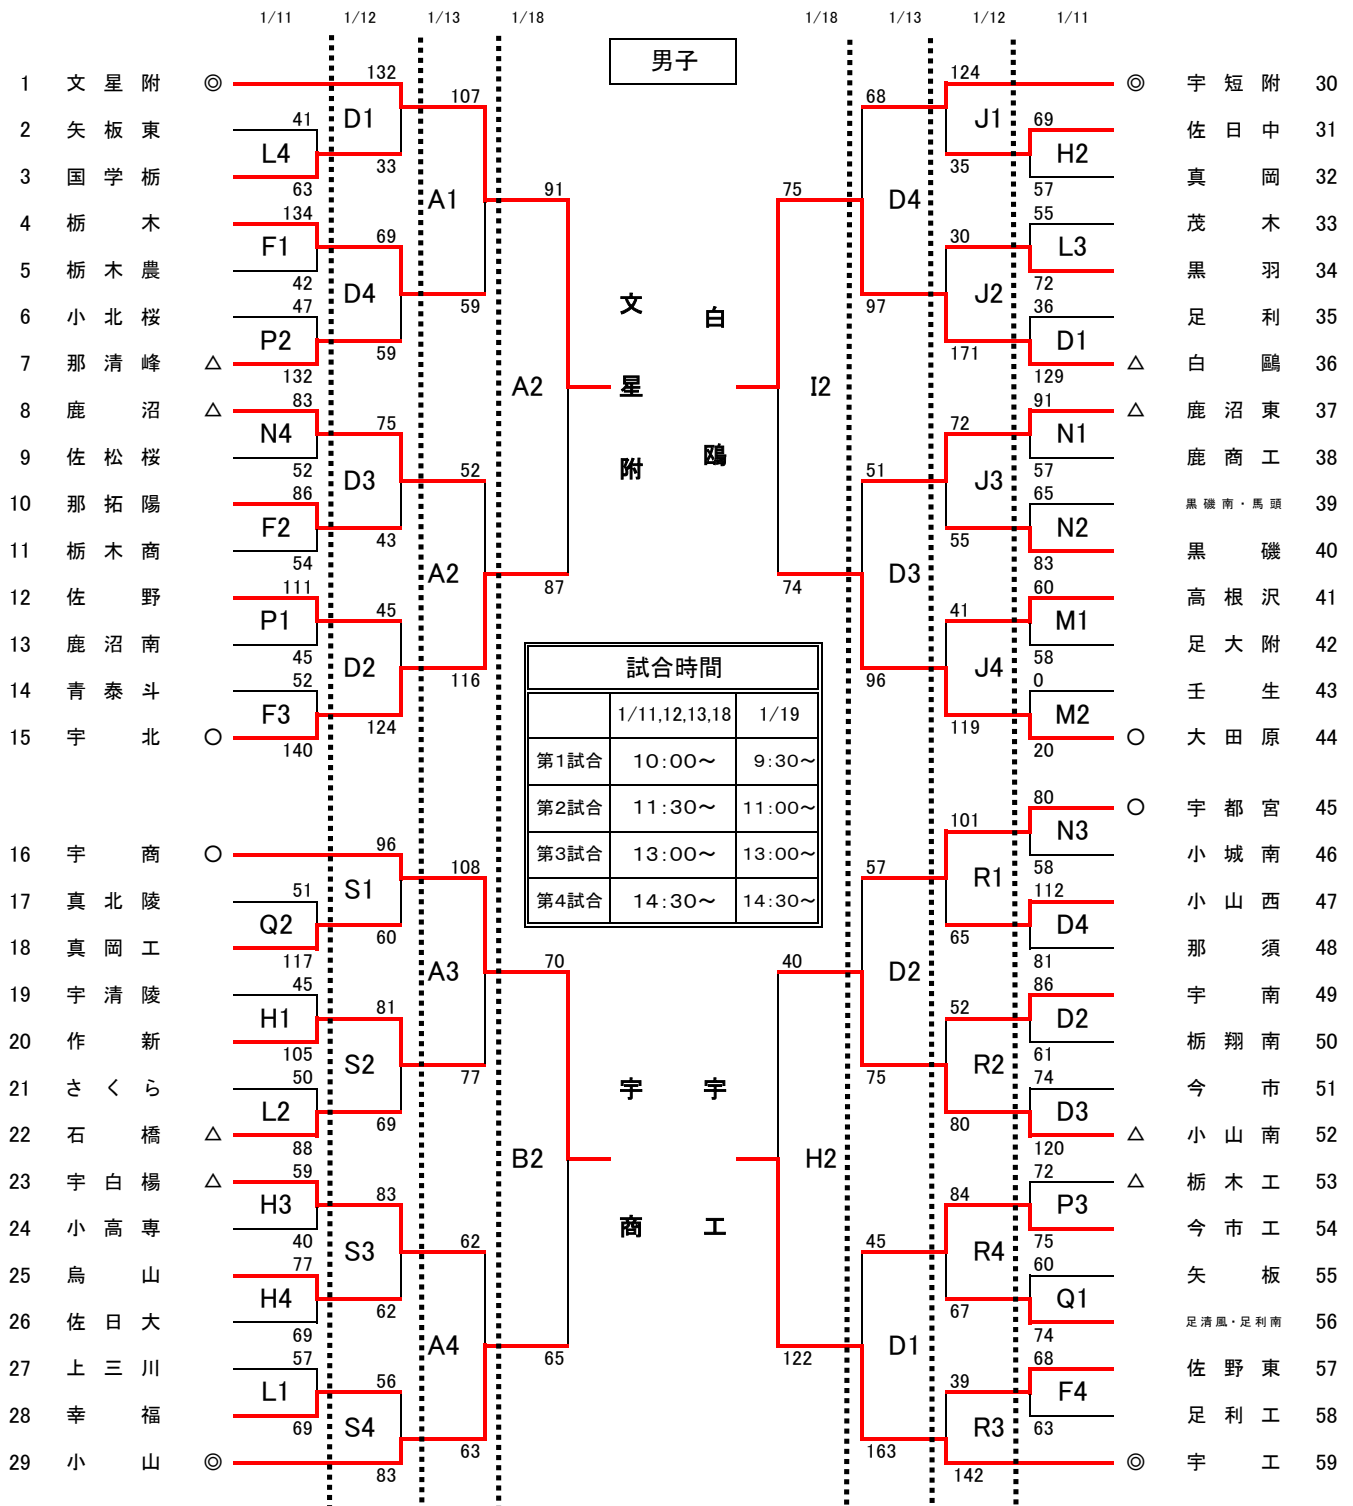 1/11 1/12 1/13 1/18 1/18 1/13 1/12 1/11
男子
132 124
1 文星附 ◎ ◎ 宇短附 30
107 68
41 D1 J1 69
2 矢板東 佐日中 31
L4 H2
33 35
3 国学栃 真岡 32
63 57
91 A1 D4 75
134 55
4 栃木 茂木 33
F1 69 30 L3
5 栃木農 黒羽 34
42 72
D4 J2
59 97
47 36
6 小北桜 足利 35
P2 D1
59 171
7 那清峰 △ △ 白鷗 36
132 129
A2 I2
文星附 白鷗
83 91
8 鹿沼 △ △ 鹿沼東 37
N4 75 72 N1
9 佐松桜 鹿商工 38
52 57
52 D3 J3 51
86 65
10 那拓陽 黒磯南・馬頭 39
F2 N2
43 55
11 栃木商 黒磯 40
54 83
A2 D3
87 74
111 60
12 佐野 高根沢 41
P1 45 41 M1
13 鹿沼南 足大附 42
45 58
D2 J4
116 96
52 0
14 青泰斗 壬生 43
F3 M2
124 119
15 宇北 ○ ○ 大田原 44
140 20
試合時間
1/11,12,13,18 1/19
第1試合 10:00～ 9:30～
第2試合 11:30～ 11:00～
第3試合 13:00～ 13:00～
第4試合 14:30～ 14:30～
80
○ 宇都宮 45
101 N3
96
16 宇商 ○ 小城南 46
58
108 57
S1 R1
51 112
17 真北陵 小山西 47
Q2 D4
60 65
18 真岡工 那須 48
117 81
70 A3 D2 40
45 86
19 宇清陵 宇南 49
H1 81 52 D2
20 作新 栃翔南 50
105 61
S2 R2
77 75
50 74
21 さくら 今市 51
L2 D3
69 80
22 石橋 △ △ 小山南 52
88 120
B2 H2
宇商 宇工
59 72
23 宇白楊 △ △ 栃木工 53
H3 83 84 P3
24 小高専 今市工 54
40 75
62 S3 R4 45
77 60
25 烏山 矢板 55
H4 Q1
62 67
26 佐日大 足清風・足利南 56
69 74
A4 D1
65 122
57 68
27 上三川 佐野東 57
L1 56 39 F4
28 幸福 足利工 58
69 63
S4 R3
63 163
29 小山 ◎ ◎ 宇工 59
83 142